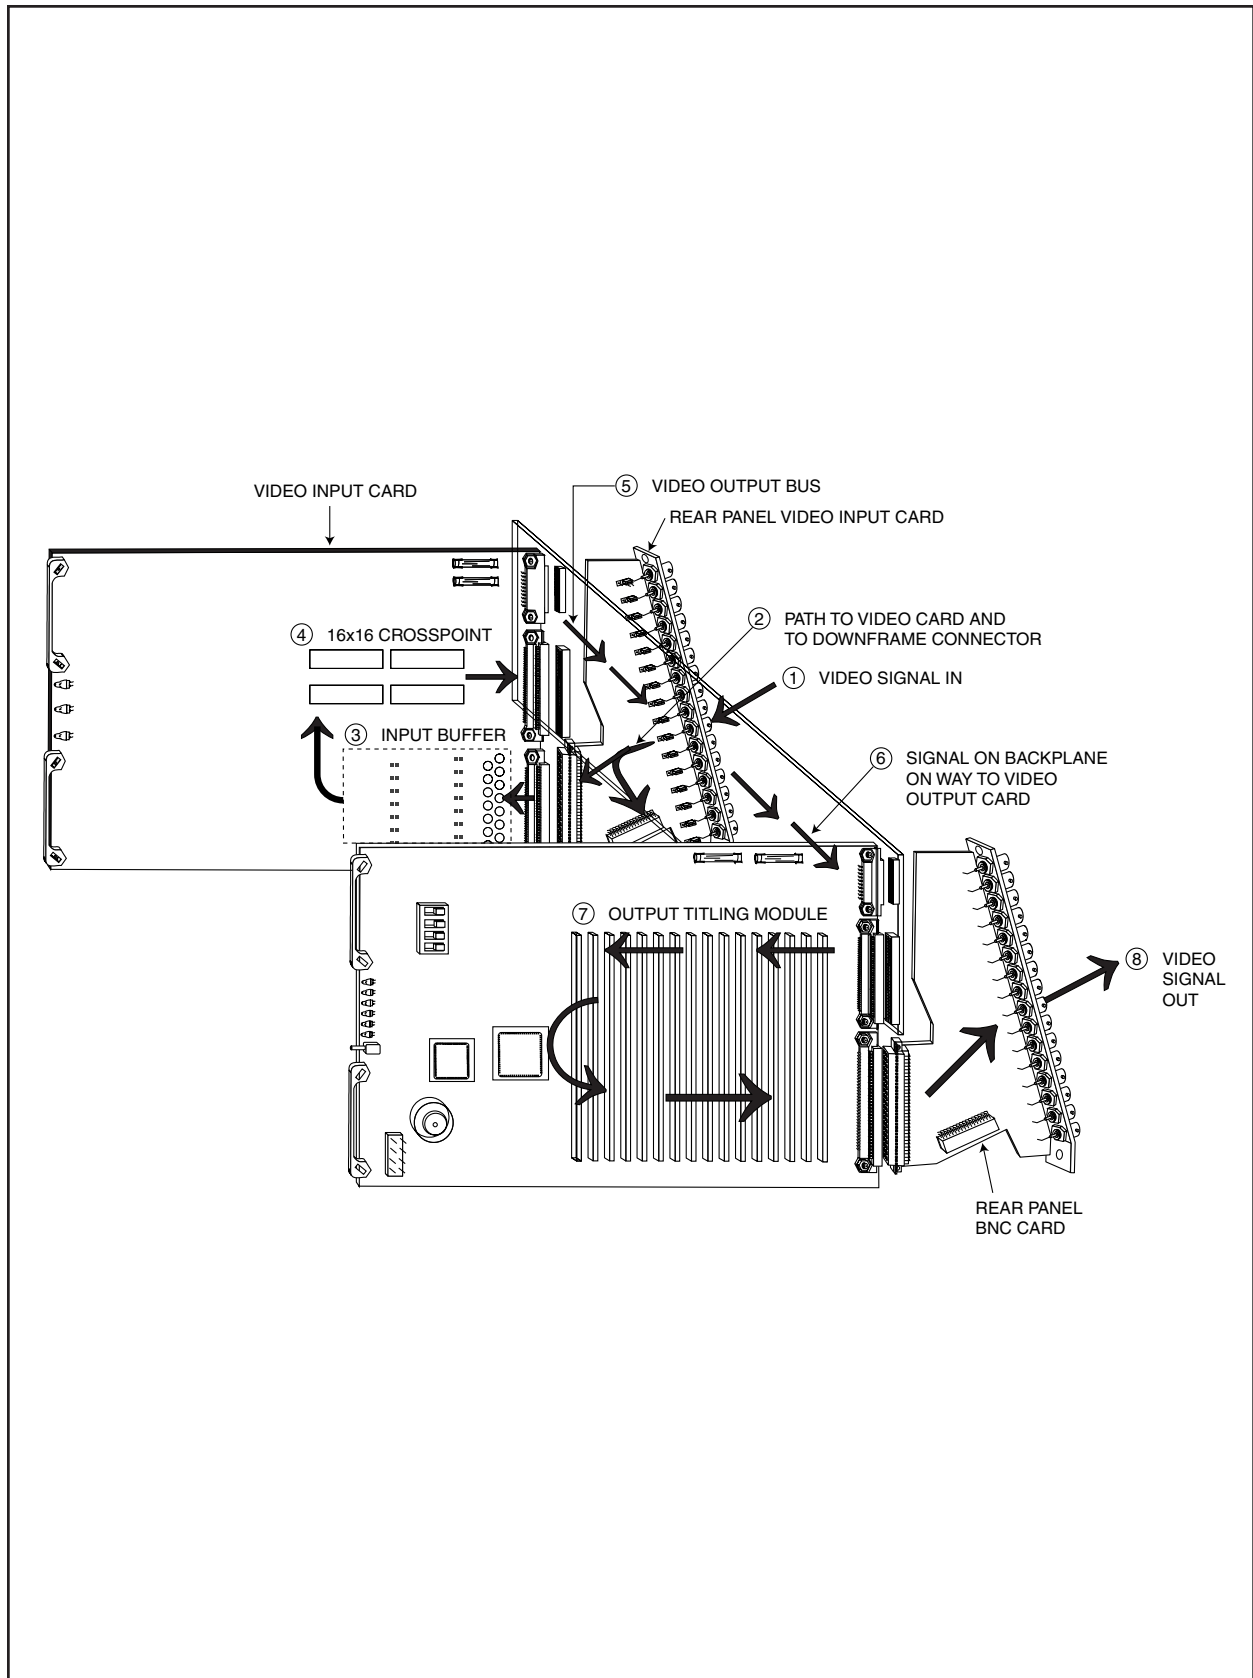 VIDEO INPUT CARD
5 VIDEO OUTPUT BUS
REAR PANEL VIDEO INPUT CARD
2 PATH TO VIDEO CARD AND
TO DOWNFRAME CONNECTOR
4 16x16 CROSSPOINT
1 VIDEO SIGNAL IN
3 INPUT BUFFER
6 SIGNAL ON BACKPLANE
ON WAY TO VIDEO
OUTPUT CARD
7 OUTPUT TITLING MODULE
8 VIDEO
SIGNAL
OUT
REAR PANEL
BNC CARD